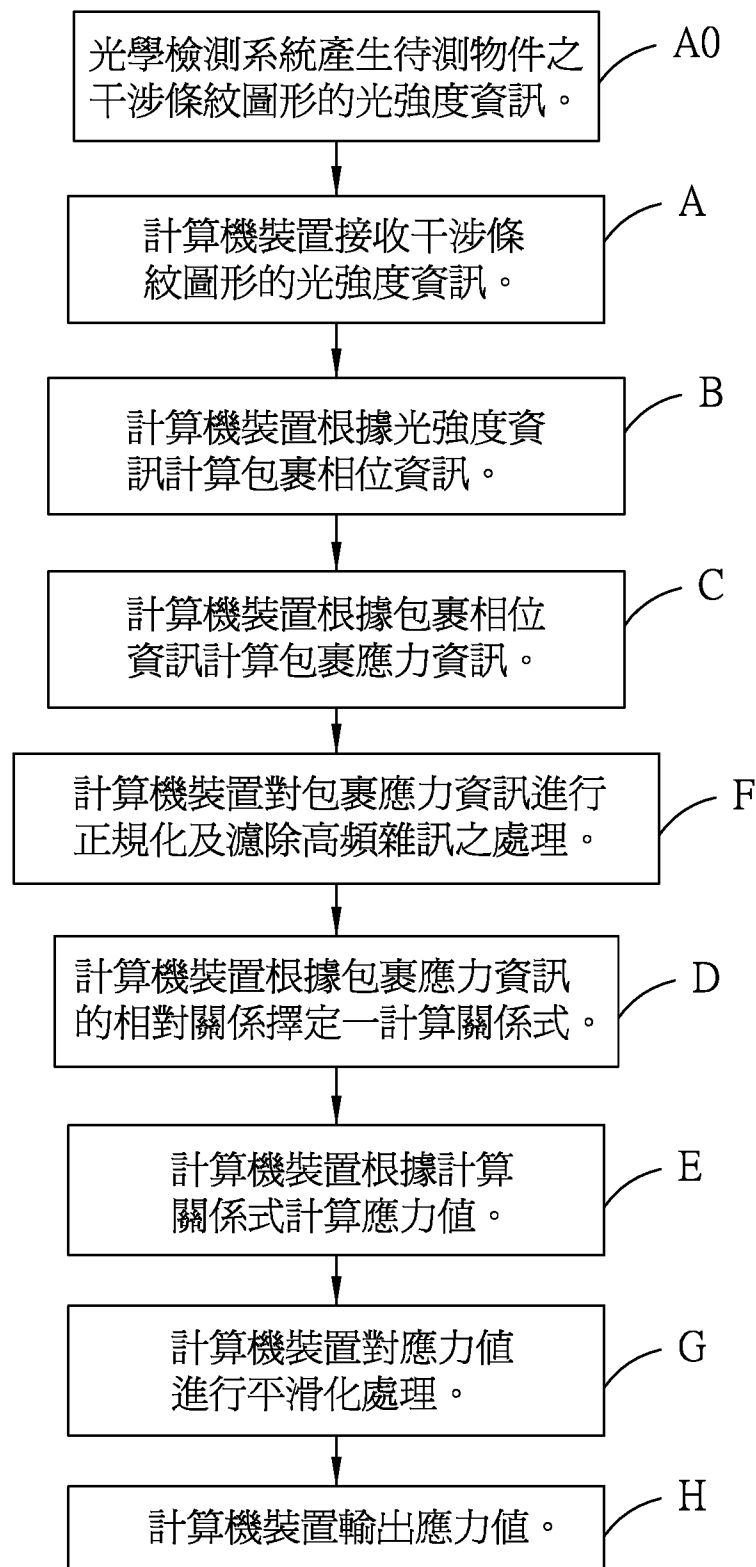 光學檢測系統產生待測物件之
干涉條紋圖形的光強度資訊。
A0
計算機裝置接收干涉條
紋圖形的光強度資訊。
A
計算機裝置根據光強度資
訊計算包裹相位資訊。
B
計算機裝置根據包裹相位
資訊計算包裹應力資訊。
C
計算機裝置對包裹應力資訊進行
正規化及濾除高頻雜訊之處理。
F
計算機裝置根據包裹應力資訊
的相對關係擇定一計算關係式。
D
計算機裝置根據計算
關係式計算應力值。
E
計算機裝置對應力值
進行平滑化處理。
G
計算機裝置輸出應力值。
H